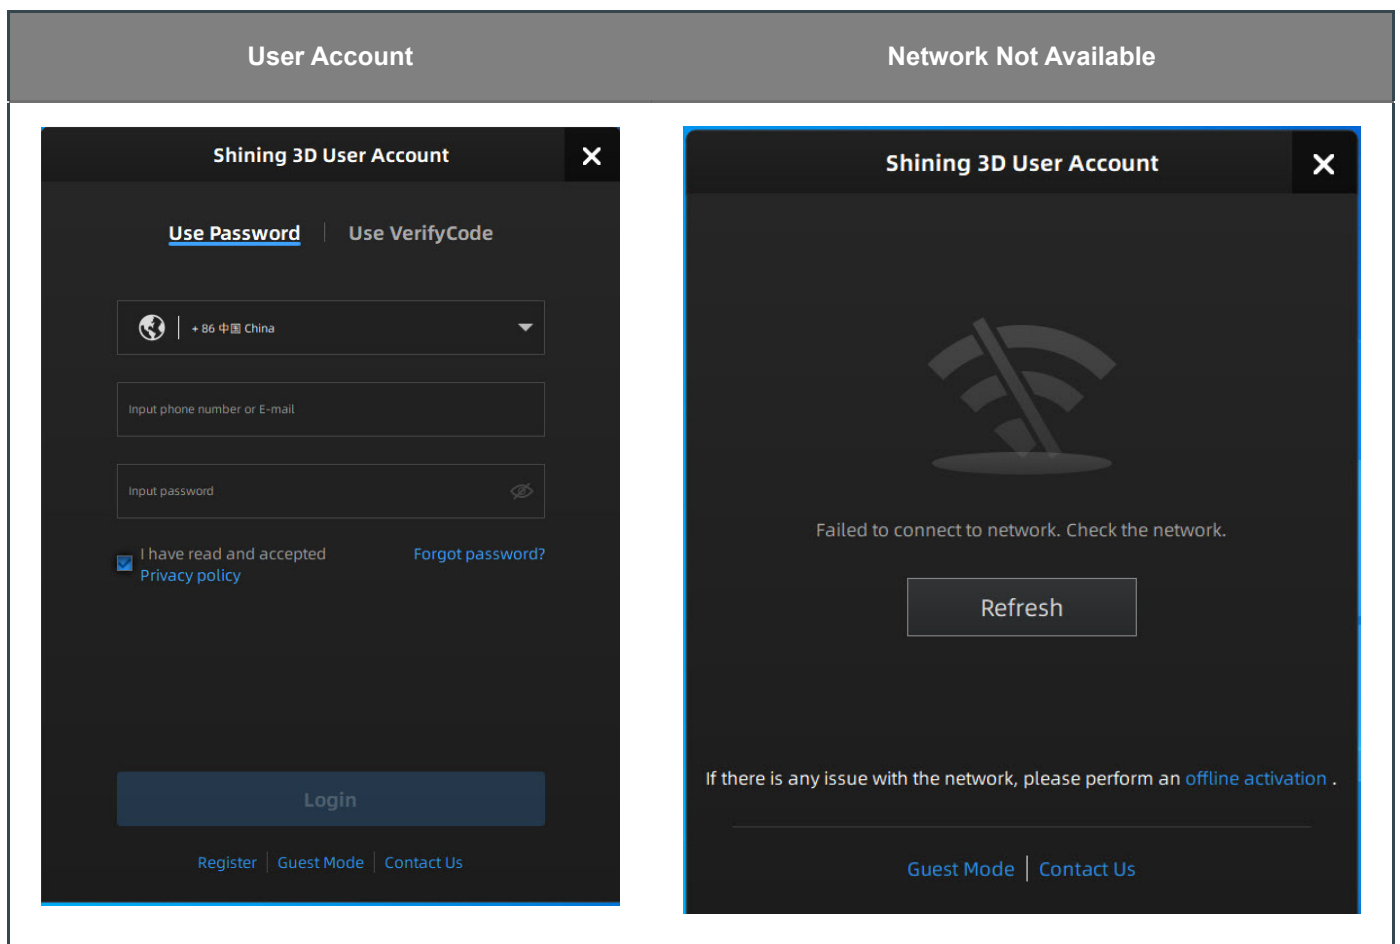 User Account
Network Not Available
Shining 3D User Account
Use Password
Use VerifyCode
+ 86 中国 China
Input phone number or E-mail
Input password
I have read and accepted
Privacy policy
Forgot password?
Login
Register
Guest Mode
Contact Us
Shining 3D User Account
Failed to connect to network. Check the network.
Refresh
If there is any issue with the network, please perform an offline activation .
Guest Mode
Contact Us